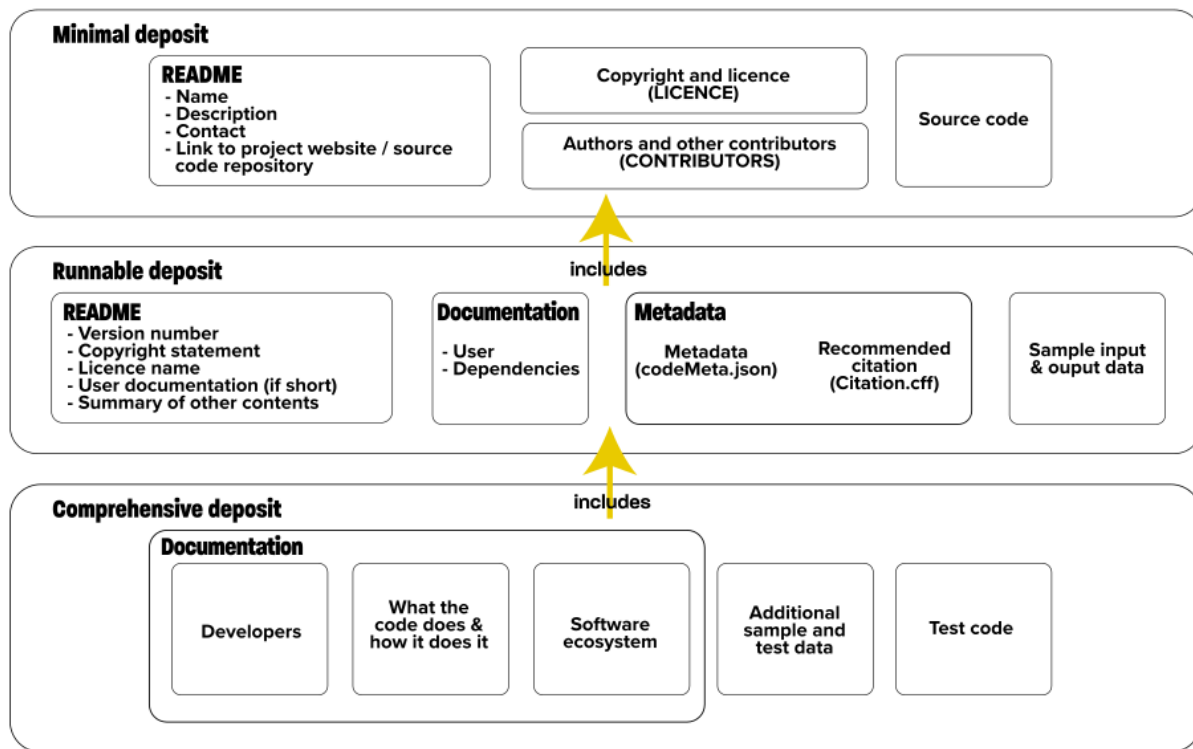 Minimal deposit
README
- Name
- Description
- Contact
- Link to project website / source
code repository
Copyright and licence
(LICENCE)
Authors and other contributors
(CONTRIBUTORS)
Source code
includes
Runnable deposit
README
- Version number
- Copyright statement
- Licence name
- User documentation (if short)
- Summary of other contents
Documentation
- User
- Dependencies
Metadata
Metadata
(codeMeta.json)
Recommended
citation
(Citation.cff)
Sample input
& ouput data
includes
Comprehensive deposit
Documentation
Developers
What the
code does &
how it does it
Software
ecosystem
Additional
sample and
test data
Test code